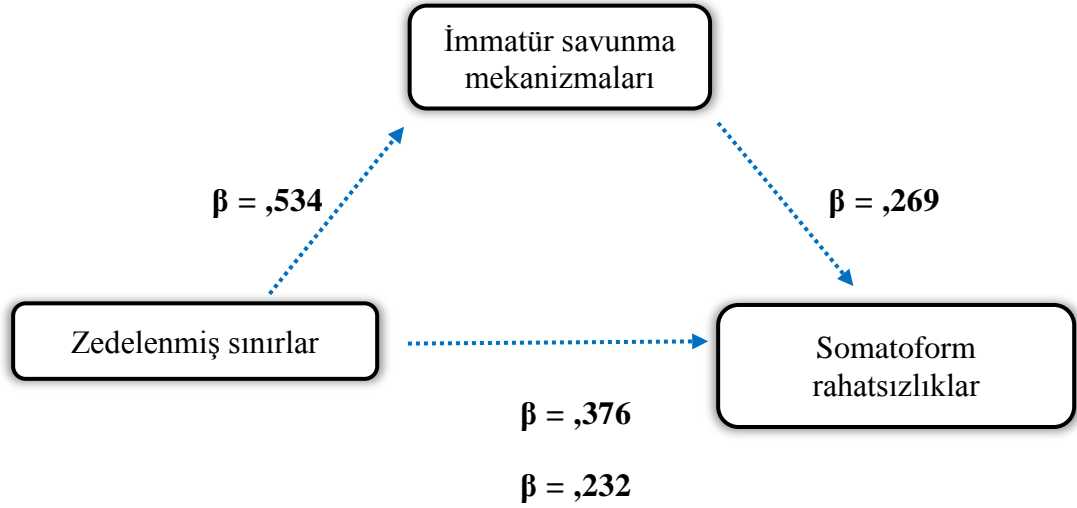 İmmatür savunma
mekanizmaları
β = ,534
β = ,269
Zedelenmiş sınırlar
Somatoform
rahatsızlıklar
β = ,376
β = ,232